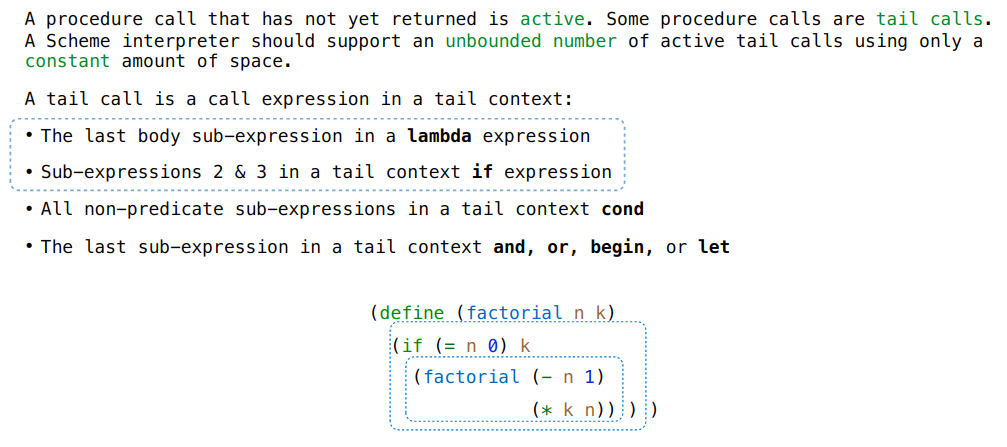 A procedure call that has not yet returned is active. Some procedure calls are tail calls.
A Scheme interpreter should support an unbounded number of active tail calls using only a
constant amount of space.
A tail call is a call expression in a tail context:
• The last body sub-expression in a lambda expression
• Sub-expressions 2 & 3 in a tail context if expression
• All non-predicate sub-expressions in a tail context cond
• The last sub-expression in a tail context and, or, begin, or let
(define (factorial n k)
(if (= n 0) k
(factorial (- n 1)
(* k n)) ) )